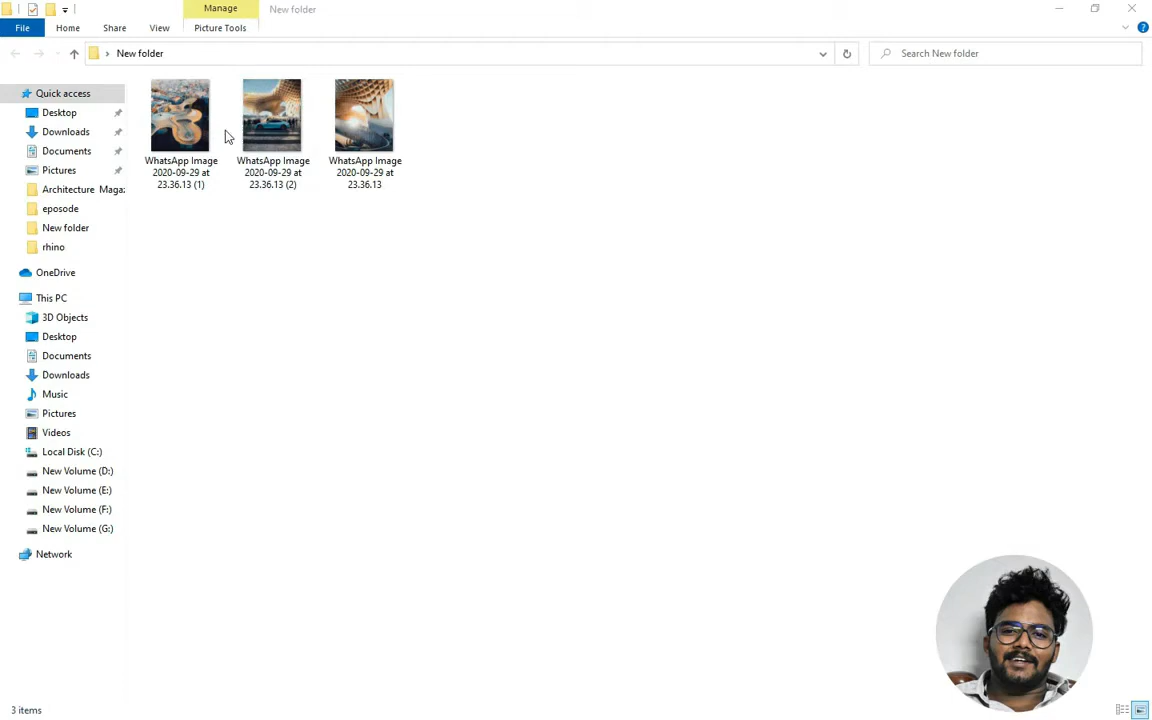 Manage
New folder
File
Home
Share
View
Picture Tools
New folder
Search New folder
Quick access
Desktop
Downloads
Documents
Pictures
Architecture Magaz
eposode
New folder
rhino
OneDrive
This PC
3D Objects
Desktop
Documents
Downloads
Music
Pictures
Videos
Local Disk (C:)
New Volume (D:)
New Volume (E:)
New Volume (F:)
New Volume (G:)
Network
WhatsApp Image
2020-09-29 at
23.36.13 (1)
WhatsApp Image
2020-09-29 at
23.36.13 (2)
WhatsApp Image
2020-09-29 at
23.36.13
3 items